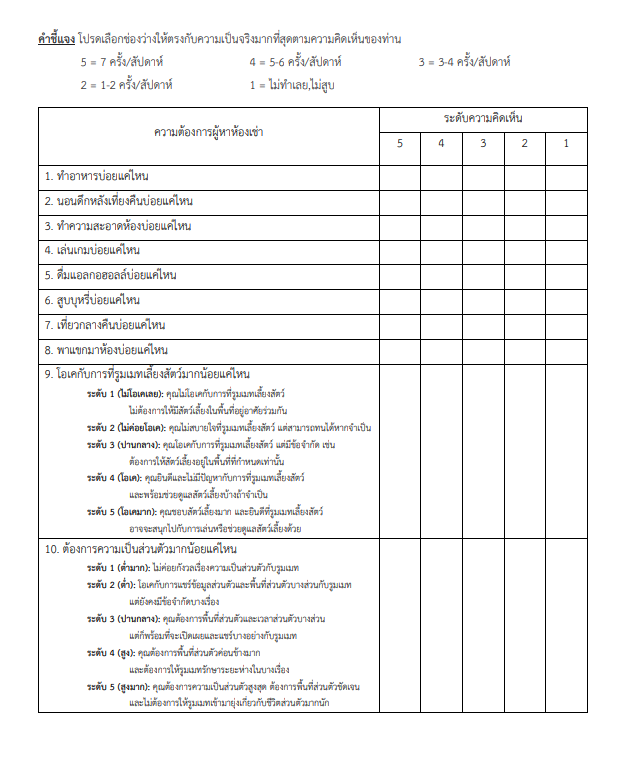 คำชี้แจง โปรดเลือกช่องว่างให้ตรงกับความเป็นจริงมากที่สุดตามความคิดเห็นของท่าน
5 = 7 ครั้ง/สัปดาห์ 4 = 5-6 ครั้ง/สัปดาห์ 3 = 3-4 ครั้ง/สัปดาห์
2 = 1-2 ครั้ง/สัปดาห์ 1 = ไม่ทำเลย,ไม่สูบ
ความต้องการผู้หาห้องเช่า
ระดับความคิดเห็น
5 4 3 2 1
1. ทำอาหารบ่อยแค่ไหน
2. นอนดึกหลังเที่ยงคืนบ่อยแค่ไหน
3. ทำความสะอาดห้องบ่อยแค่ไหน
4. เล่นเกมบ่อยแค่ไหน
5. ดื่มแอลกอฮอลล์บ่อยแค่ไหน
6. สูบบุหรี่บ่อยแค่ไหน
7. เที่ยวกลางคืนบ่อยแค่ไหน
8. พาแขกมาห้องบ่อยแค่ไหน
9. โอเคกับการที่รูมเมทเลี้ยงสัตว์มากน้อยแค่ไหน
ระดับ 1 (ไม่โอเคเลย): คุณไม่โอเคกับการที่รูมเมทเลี้ยงสัตว์
ไม่ต้องการให้มีสัตว์เลี้ยงในพื้นที่อยู่อาศัยร่วมกัน
ระดับ 2 (ไม่ค่อยโอเค): คุณไม่สบายใจที่รูมเมทเลี้ยงสัตว์ แต่สามารถทนได้หากจำเป็น
ระดับ 3 (ปานกลาง): คุณโอเคกับการที่รูมเมทเลี้ยงสัตว์ แต่มีข้อจำกัด เช่น
ต้องการให้สัตว์เลี้ยงอยู่ในพื้นที่ที่กำหนดเท่านั้น
ระดับ 4 (โอเค): คุณยินดีและไม่มีปัญหากับการที่รูมเมทเลี้ยงสัตว์
และพร้อมช่วยดูแลสัตว์เลี้ยงบ้างถ้าจำเป็น
ระดับ 5 (โอเคมาก): คุณชอบสัตว์เลี้ยงมาก และยินดีที่รูมเมทเลี้ยงสัตว์
อาจจะสนุกไปกับการเล่นหรือช่วยดูแลสัตว์เลี้ยงด้วย
10. ต้องการความเป็นส่วนตัวมากน้อยแค่ไหน
ระดับ 1 (ต่ำมาก): ไม่ค่อยกังวลเรื่องความเป็นส่วนตัวกับรูมเมท
ระดับ 2 (ต่ำ): โอเคกับการแชร์ข้อมูลส่วนตัวและพื้นที่ส่วนตัวบางส่วนกับรูมเมท
แต่ยังคงมีข้อจำกัดบางเรื่อง
ระดับ 3 (ปานกลาง): คุณต้องการพื้นที่ส่วนตัวและเวลาส่วนตัวบางส่วน
แต่ก็พร้อมที่จะเปิดเผยและแชร์บางอย่างกับรูมเมท
ระดับ 4 (สูง): คุณต้องการพื้นที่ส่วนตัวค่อนข้างมาก
และต้องการให้รูมเมทรักษาระยะห่างในบางเรื่อง
ระดับ 5 (สูงมาก): คุณต้องการความเป็นส่วนตัวสูงสุด ต้องการพื้นที่ส่วนตัวชัดเจน
และไม่ต้องการให้รูมเมทเข้ามายุ่งเกี่ยวกับชีวิตส่วนตัวมากนัก